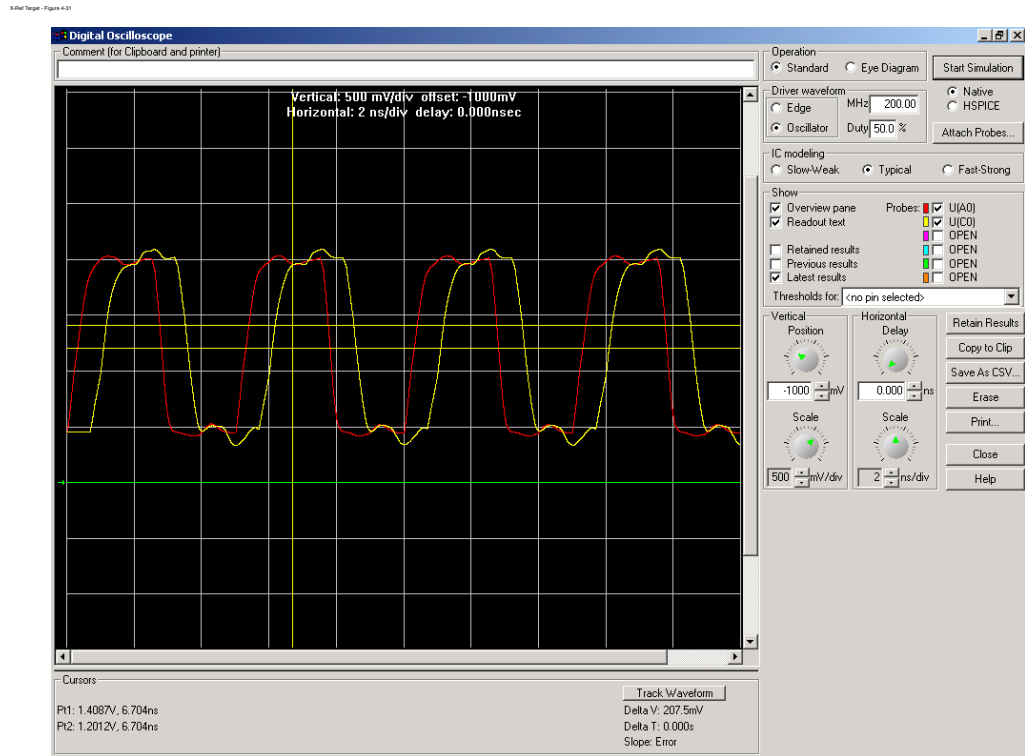 X-Ref Target - Figure 4-31
Digital Oscilloscope
Comment (for Clipboard and printer)
Vertical: 500 mV/div offset: -1000mV
Horizontal: 2 ns/div delay: 0.000nsec
Operation
Standard Eye Diagram Start Simulation
Driver waveform
Edge MHz 200.00
Oscillator Duty 50.0 %
Native
HSPICE
Attach Probes...
IC modeling
Slow-Weak Typical Fast-Strong
Show
Overview pane Probes: U(A0)
Readout text U(C0)
OPEN
Retained results OPEN
Previous results OPEN
Latest results OPEN
Thresholds for: <no pin selected>
Vertical
Position
-1000 mV
Scale
500 mV/div
Horizontal
Delay
0.000 ns
Scale
2 ns/div
Retain Results
Copy to Clip
Save As CSV...
Erase
Print...
Close
Help
Cursors
Track Waveform
Pt1: 1.4087V, 6.704ns Delta V: 207.5mV
Pt2: 1.2012V, 6.704ns Delta T: 0.000s
Slope: Error